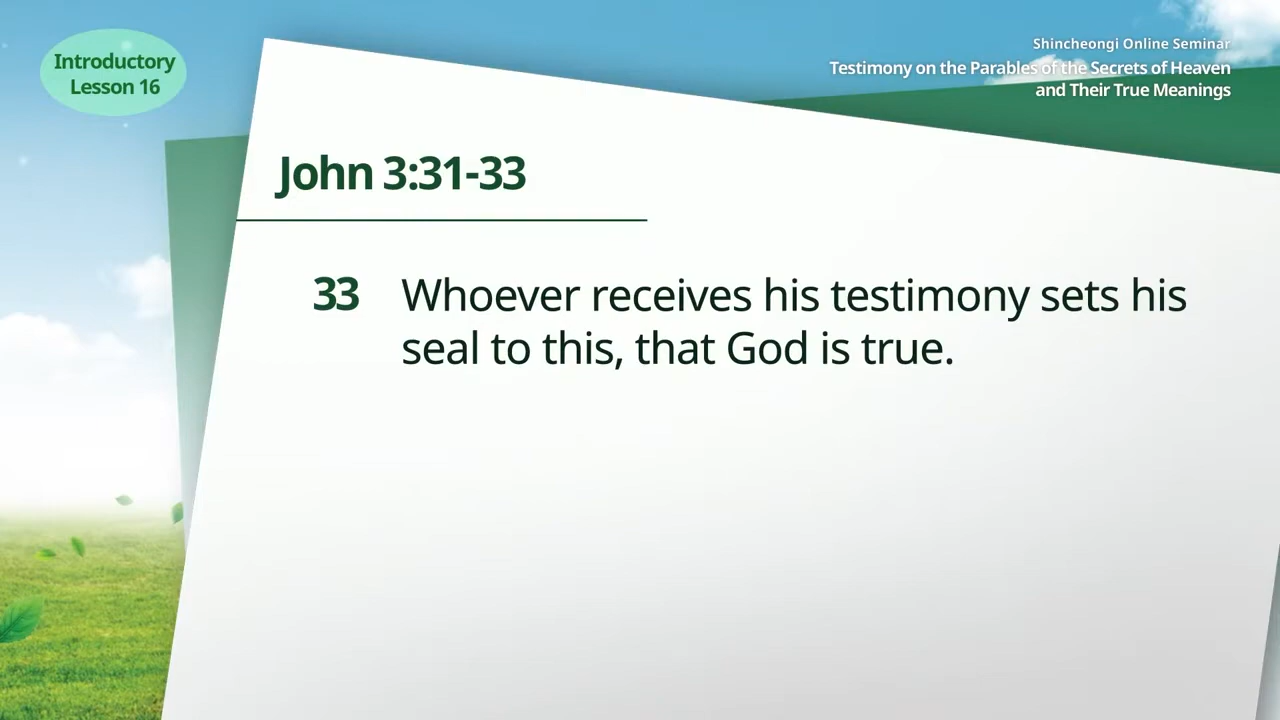 Introductory
Lesson 16
Shincheongi Online Seminar
Testimony on the Parables of the Secrets of Heaven
and Their True Meanings
John 3:31-33
33 Whoever receives his testimony sets his
seal to this, that God is true.